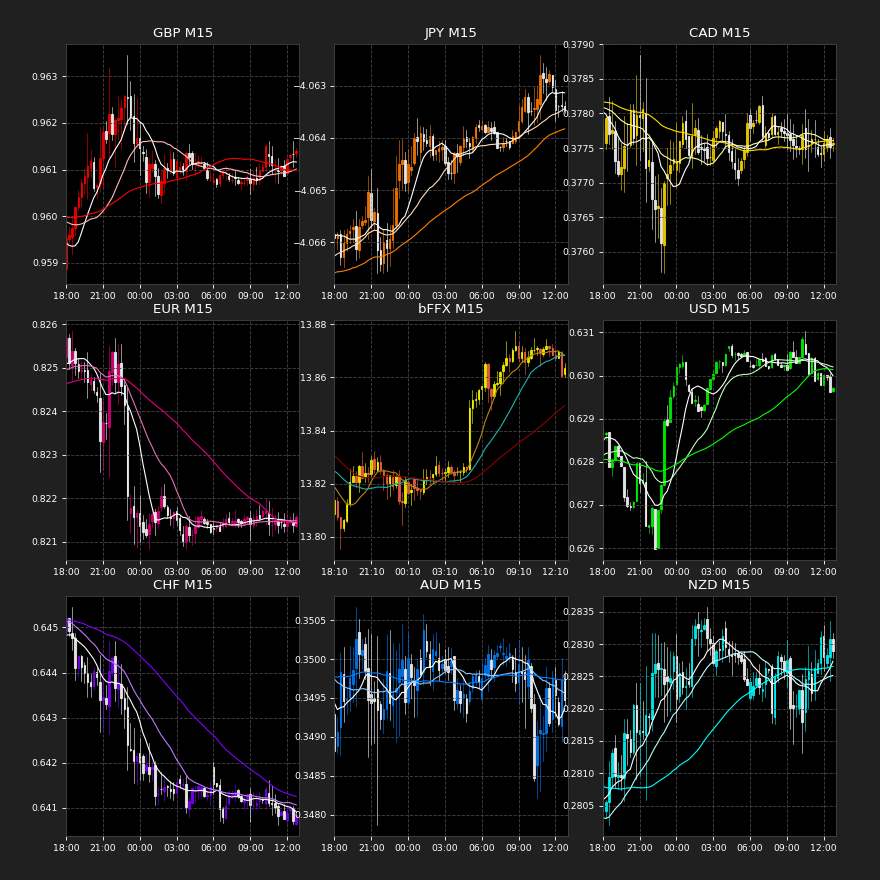 GBP M15
0.963
0.962
0.961
0.960
0.959
18:00 21:00 00:00 03:00 06:00 09:00 12:00
JPY M15
−4.063
−4.064
−4.065
−4.066
18:00 21:00 00:00 03:00 06:00 09:00 12:00
CAD M15
0.3790
0.3785
0.3780
0.3775
0.3770
0.3765
0.3760
18:00 21:00 00:00 03:00 06:00 09:00 12:00
EUR M15
0.826
0.825
0.824
0.823
0.822
0.821
18:00 21:00 00:00 03:00 06:00 09:00 12:00
bFFX M15
13.88
13.86
13.84
13.82
13.80
18:10 21:10 00:10 03:10 06:10 09:10 12:10
USD M15
0.631
0.630
0.629
0.628
0.627
0.626
18:00 21:00 00:00 03:00 06:00 09:00 12:00
CHF M15
0.645
0.644
0.643
0.642
0.641
18:00 21:00 00:00 03:00 06:00 09:00 12:00
AUD M15
0.3505
0.3500
0.3495
0.3490
0.3485
0.3480
18:00 21:00 00:00 03:00 06:00 09:00 12:00
NZD M15
0.2835
0.2830
0.2825
0.2820
0.2815
0.2810
0.2805
18:00 21:00 00:00 03:00 06:00 09:00 12:00